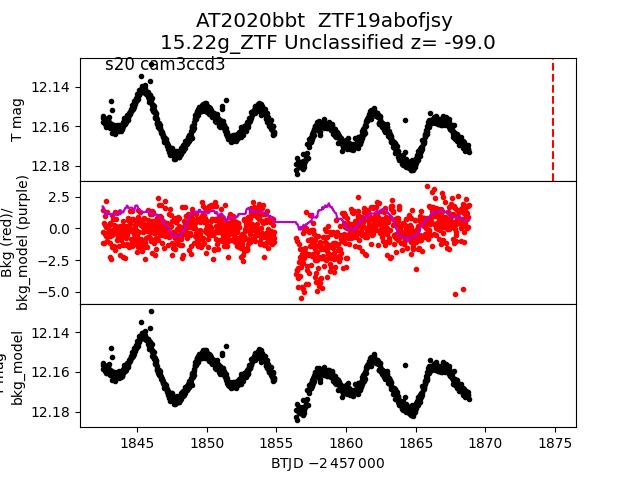 AT2020bbt  ZTF19abofjsy
15.22g_ZTF Unclassified z= -99.0
s20 cam3ccd3
T mag
12.14
12.16
12.18
Bkg (red)/
bkg_model (purple)
2.5
0.0
−2.5
−5.0
bkg_model
12.14
12.16
12.18
1845
1850
1855
1860
1865
1870
1875
BTJD −2 457 000